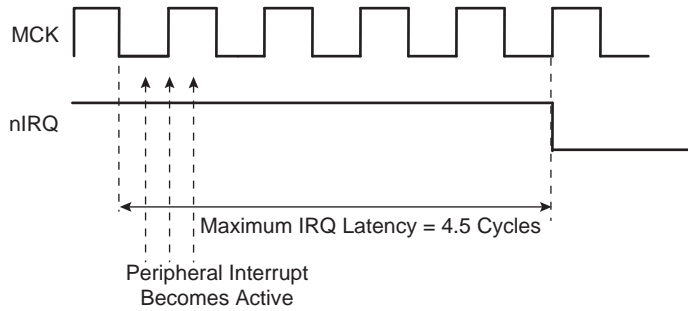 MCK
nIRQ
Maximum IRQ Latency = 4.5 Cycles
Peripheral Interrupt
Becomes Active